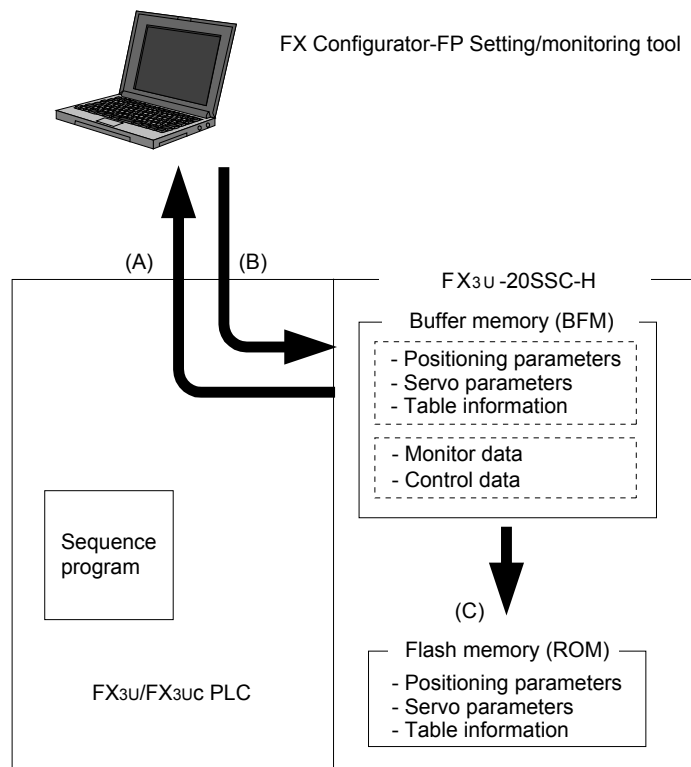 FX Configurator-FP Setting/monitoring tool
(A)
(B)
FX3U-20SSC-H
Buffer memory (BFM)
- Positioning parameters
- Servo parameters
- Table information
- Monitor data
- Control data
Sequence
program
(C)
Flash memory (ROM)
- Positioning parameters
- Servo parameters
- Table information
FX3U/FX3UC PLC